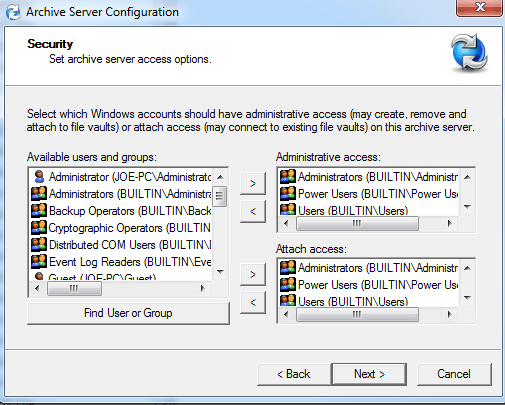 Archive Server Configuration
Security
Set archive server access options.
Select which Windows accounts should have administrative access (may create, remove and
attach to file vaults) or attach access (may connect to existing file vaults) on this archive server.
Available users and groups:
Administrator (JOE-PC\Administrato
Administrators (BUILTIN\Administra
Backup Operators (BUILTIN\Back
Cryptographic Operators (BUILTIN\
Distributed COM Users (BUILTIN\
Event Log Readers (BUILTIN\Eve
Guest (JOE-PC\Guest)
Find User or Group
>
<
>
<
Administrative access:
Administrators (BUILTIN\Administr
Power Users (BUILTIN\Power Use
Users (BUILTIN\Users)
Attach access:
Administrators (BUILTIN\Administr
Power Users (BUILTIN\Power Use
Users (BUILTIN\Users)
< Back
Next >
Cancel